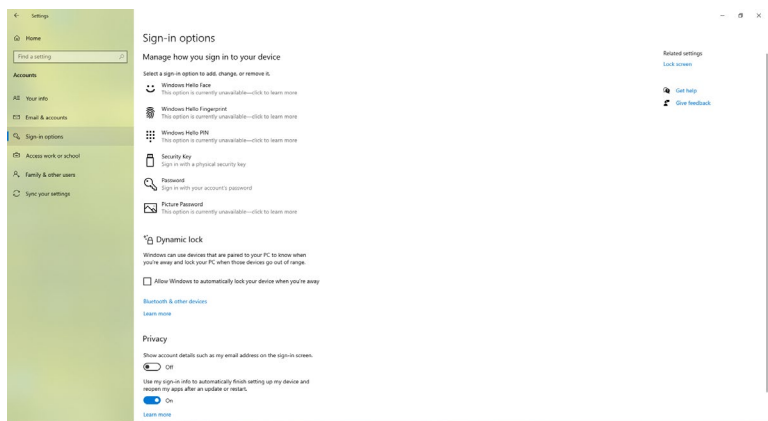 Settings
Home
Find a setting
Accounts
Your info
Email & accounts
Sign-in options
Access work or school
Family & other users
Sync your settings
Sign-in options
Manage how you sign in to your device
Select a sign-in option to add, change, or remove it.
Windows Hello Face
This option is currently unavailable—click to learn more
Windows Hello Fingerprint
This option is currently unavailable—click to learn more
Windows Hello PIN
This option is currently unavailable—click to learn more
Security Key
Sign in with a physical security key
Password
Sign in with your account's password
Picture Password
This option is currently unavailable—click to learn more
Dynamic lock
Windows can use devices that are paired to your PC to know when
you're away and lock your PC when those devices go out of range.
Allow Windows to automatically lock your device when you're away
Bluetooth & other devices
Learn more
Privacy
Show account details such as my email address on the sign-in screen.
Off
Use my sign-in info to automatically finish setting up my device and
reopen my apps after an update or restart.
On
Learn more
Related settings
Lock screen
Get help
Give feedback